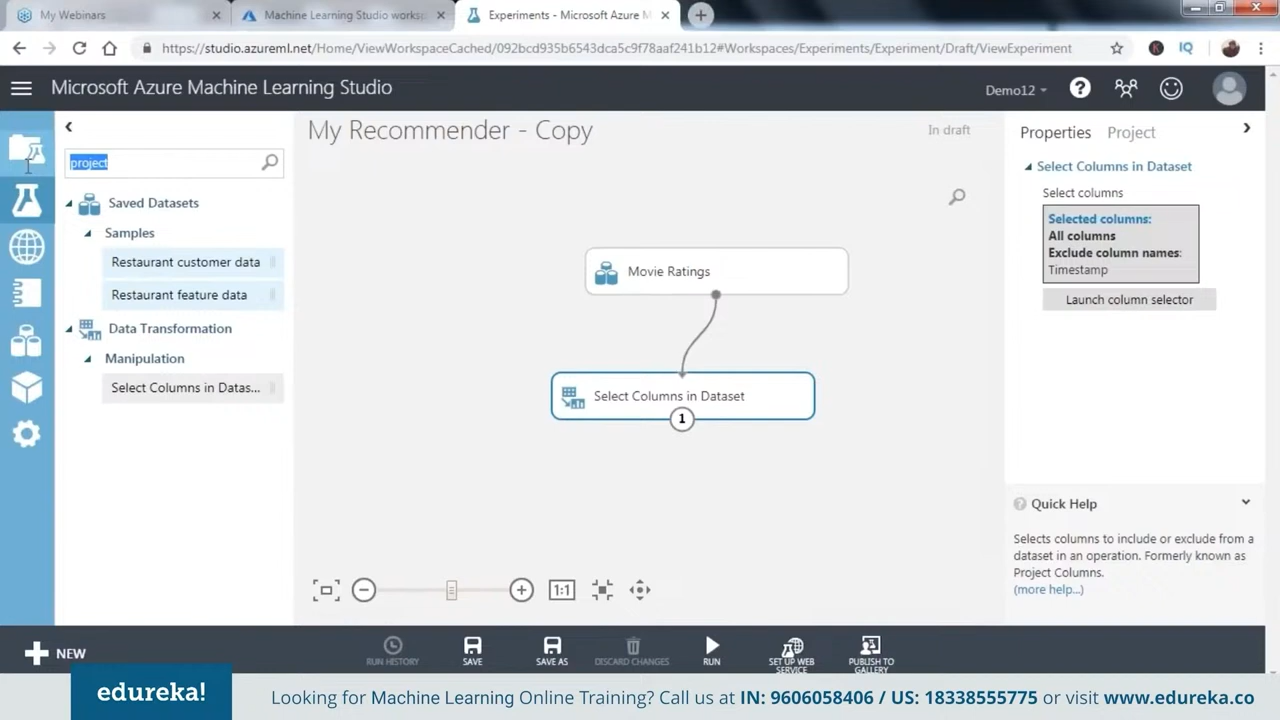 My Webinars
Machine Learning Studio works
Experiments - Microsoft Azure M
https://studio.azureml.net/Home/ViewWorkspaceCached/092bcd935b6543dca5c9f78aaf241b12#Workspaces/Experiments/Experiment/Draft/ViewExperiment
IQ
Microsoft Azure Machine Learning Studio
Demo12
?
project
Saved Datasets
Samples
Restaurant customer data
Restaurant feature data
Data Transformation
Manipulation
Select Columns in Datas...
My Recommender - Copy
In draft
Movie Ratings
Select Columns in Dataset
1
1:1
Properties Project
Select Columns in Dataset
Select columns
Selected columns:
All columns
Exclude column names:
Timestamp
Launch column selector
? Quick Help
Selects columns to include or exclude from a
dataset in an operation. Formerly known as
Project Columns.
(more help...)
NEW
RUN HISTORY
SAVE
SAVE AS
DISCARD CHANGES
RUN
SET UP WEB
SERVICE
PUBLISH TO
GALLERY
edureka!
Looking for Machine Learning Online Training? Call us at IN: 9606058406 / US: 18338555775 or visit www.edureka.co